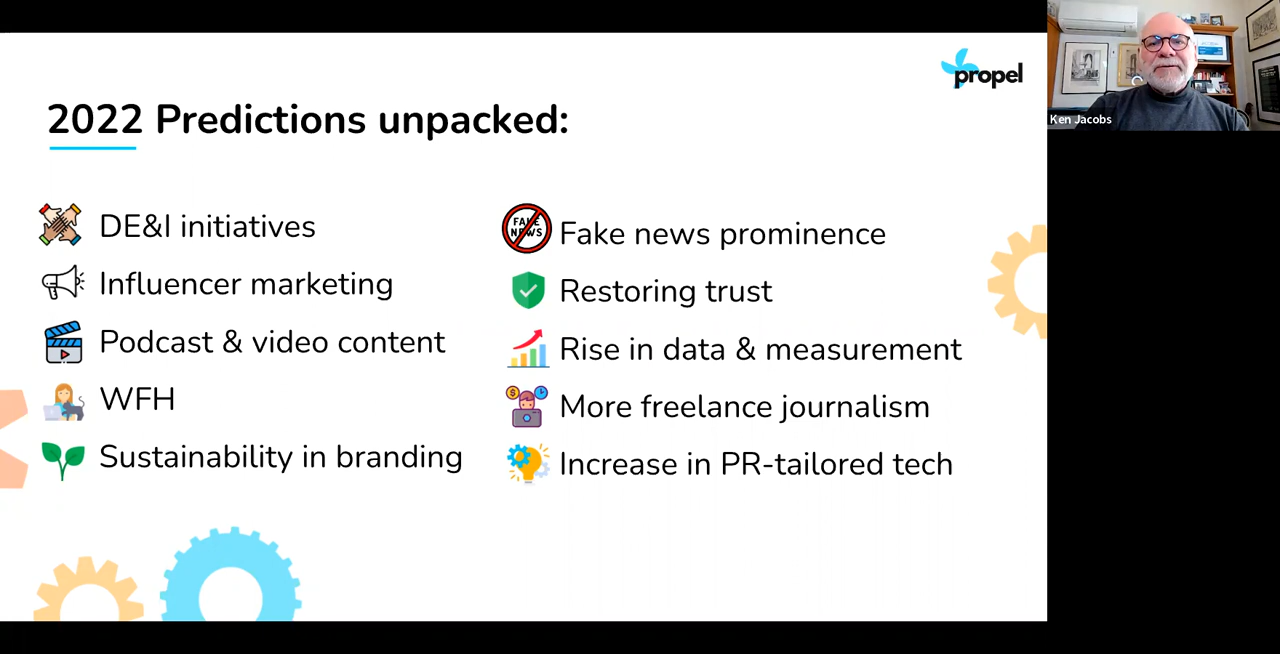 propel
2022 Predictions unpacked:
DE&I initiatives
Influencer marketing
Podcast & video content
WFH
Sustainability in branding
FAKE
NEWS
Fake news prominence
Restoring trust
Rise in data & measurement
More freelance journalism
Increase in PR-tailored tech
Ken Jacobs